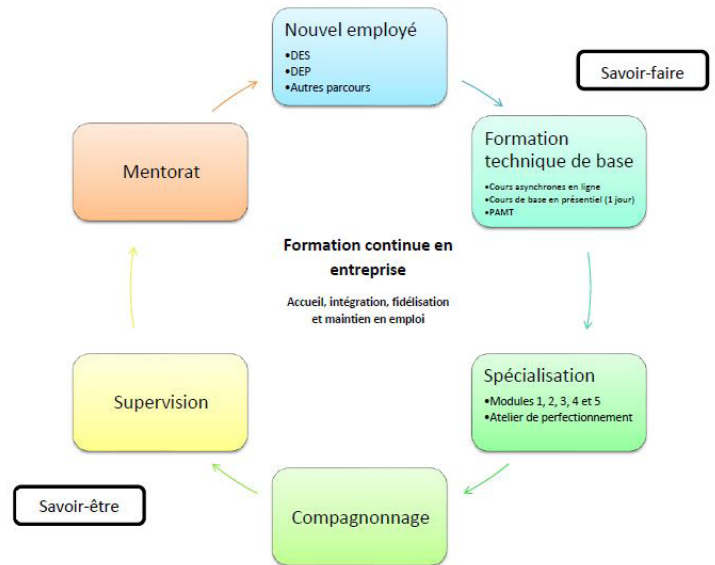 Nouvel employé
•DES
•DEP
•Autres parcours
Savoir-faire
Formation
technique de base
•Cours asynchrones en ligne
•Cours de base en présentiel (1 jour)
•PAMT
Mentorat
Formation continue en
entreprise
Accueil, intégration, fidélisation
et maintien en emploi
Spécialisation
•Modules 1, 2, 3, 4 et 5
•Atelier de perfectionnement
Supervision
Savoir-être
Compagnonnage